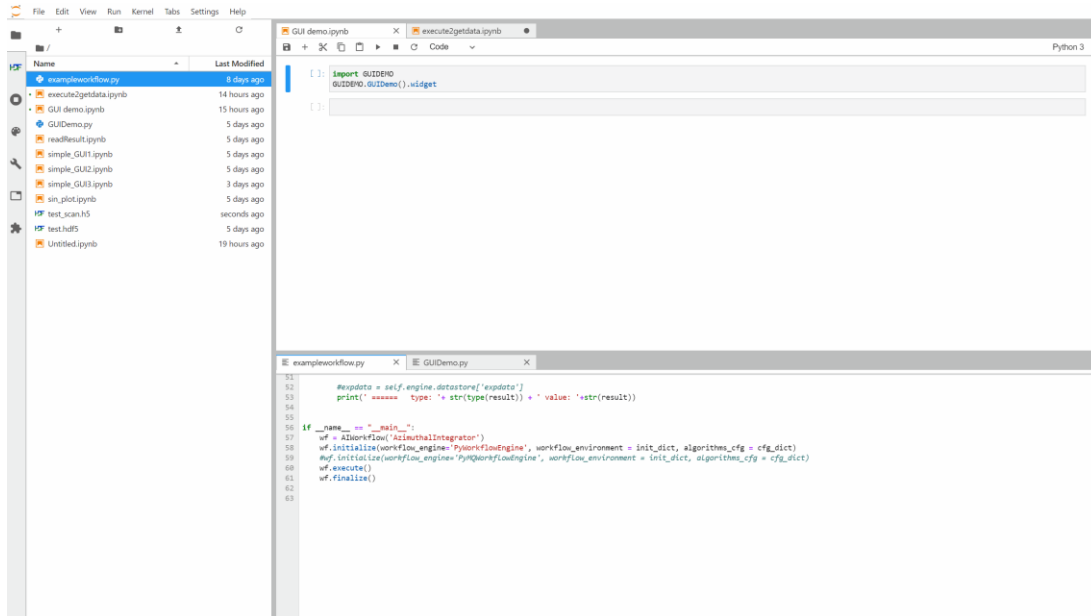 File Edit View Run Kernel Tabs Settings Help
/
Name Last Modified
exampleworkflow.py 8 days ago
execute2getdata.ipynb 14 hours ago
GUI demo.ipynb 15 hours ago
GUIDemo.py 5 days ago
readResult.ipynb 5 days ago
simple_GUI1.ipynb 5 days ago
simple_GUI2.ipynb 5 days ago
simple_GUI3.ipynb 3 days ago
sin_plot.ipynb 5 days ago
HDF test_scan.h5 seconds ago
HDF test.hdf5 5 days ago
Untitled.ipynb 19 hours ago
HDF
GUI demo.ipynb execute2getdata.ipynb
Code Python 3
[ ]: import GUIDEMO
GUIDEMO.GUIDemo().widget
[ ]:
exampleworkflow.py GUIDemo.py
51
52 #expdata = self.engine.datastore['expdata']
53 print(' ====== type: '+ str(type(result)) + ' value: '+str(result))
54
55
56 if __name__ == "__main__":
57 wf = AIWorkflow('AzimuthalIntegrator')
58 wf.initialize(workflow_engine='PyWorkflowEngine', workflow_environment = init_dict, algorithms_cfg = cfg_dict)
59 #wf.initialize(workflow_engine='PyMQWorkflowEngine', workflow_environment = init_dict, algorithms_cfg = cfg_dict)
60 wf.execute()
61 wf.finalize()
62
63